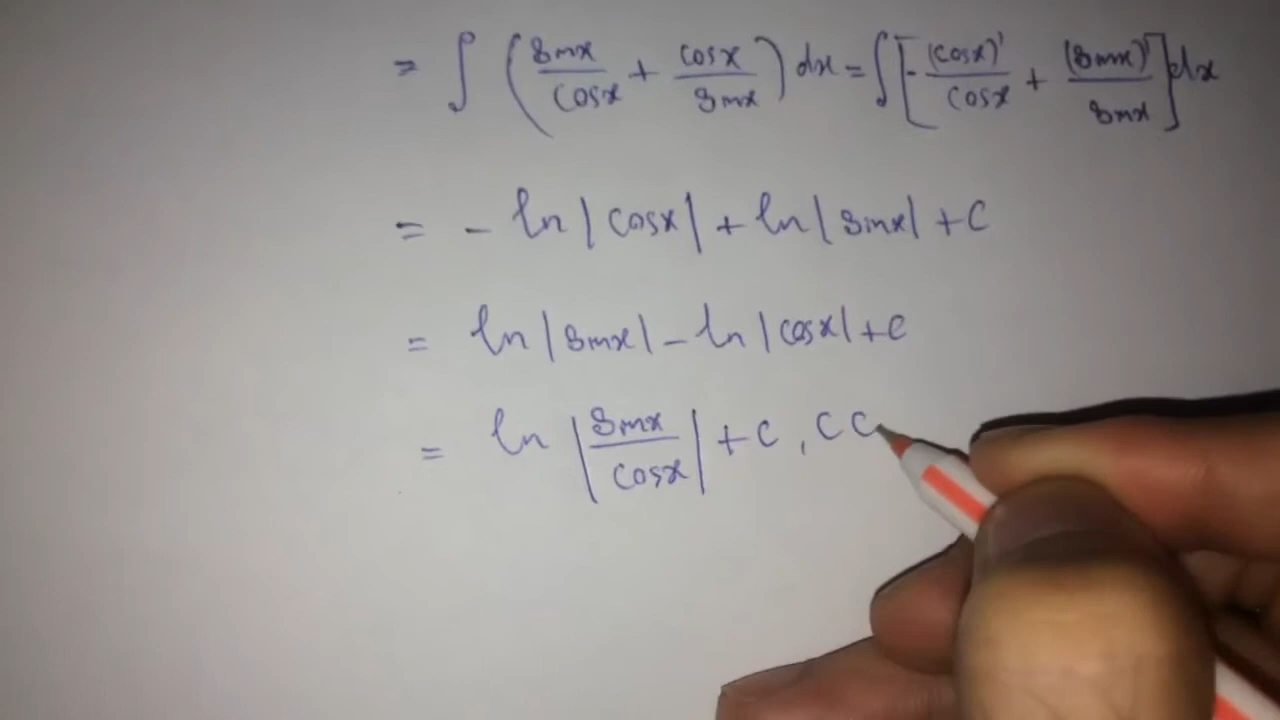 = ∫ (sinx/cosx + cosx/sinx) dx = ∫ [-(cosx)'/cosx + (sinx)'/sinx] dx
= - ln |cosx| + ln |sinx| + C
= ln |sinx| - ln |cosx| + C
= ln |sinx/cosx| + C , C C